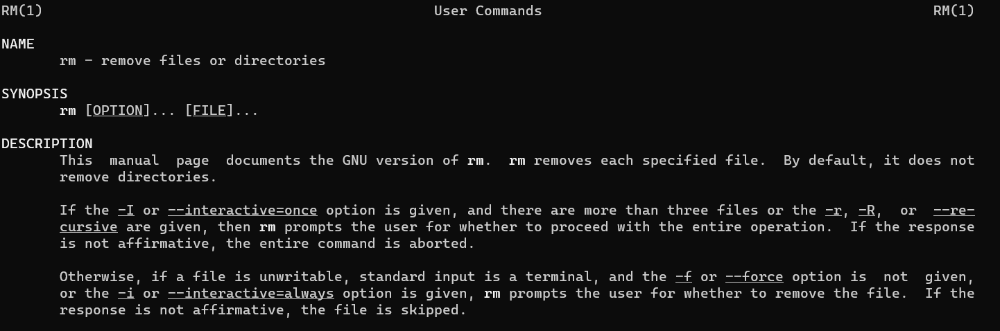 RM(1) User Commands RM(1)
NAME
rm - remove files or directories
SYNOPSIS
rm [OPTION]... [FILE]...
DESCRIPTION
This manual page documents the GNU version of rm. rm removes each specified file. By default, it does not
remove directories.
If the -I or --interactive=once option is given, and there are more than three files or the -r, -R, or --re-
cursive are given, then rm prompts the user for whether to proceed with the entire operation. If the response
is not affirmative, the entire command is aborted.
Otherwise, if a file is unwritable, standard input is a terminal, and the -f or --force option is not given,
or the -i or --interactive=always option is given, rm prompts the user for whether to remove the file. If the
response is not affirmative, the file is skipped.